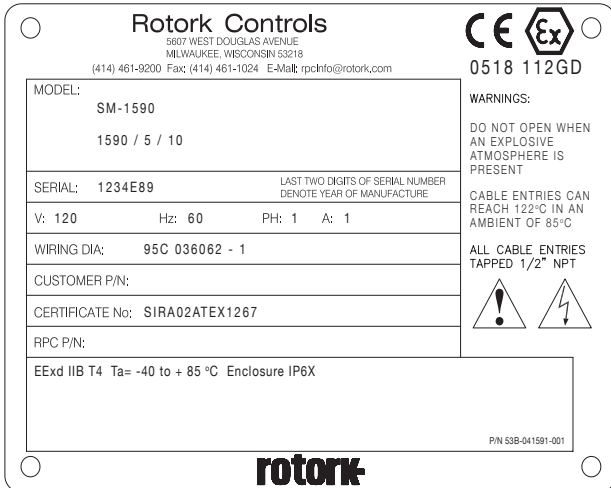 Rotork Controls
5607 WEST DOUGLAS AVENUE
MILWAUKEE, WISCONSIN 53218
(414) 461-9200 Fax: (414) 461-1024 E-Mail: rpcinfo@rotork.com
CE Ex
0518 112GD
MODEL:
SM-1590
1590 / 5 / 10
SERIAL: 1234E89
LAST TWO DIGITS OF SERIAL NUMBER
DENOTE YEAR OF MANUFACTURE
V: 120 Hz: 60 PH: 1 A: 1
WIRING DIA: 95C 036062 - 1
CUSTOMER P/N:
CERTIFICATE No: SIRA02ATEX1267
RPC P/N:
EExd IIB T4 Ta= -40 to + 85 °C Enclosure IP6X
WARNINGS:
DO NOT OPEN WHEN
AN EXPLOSIVE
ATMOSPHERE IS
PRESENT
CABLE ENTRIES CAN
REACH 122°C IN AN
AMBIENT OF 85°C
ALL CABLE ENTRIES
TAPPED 1/2" NPT
P/N 53B-041591-001
rotork